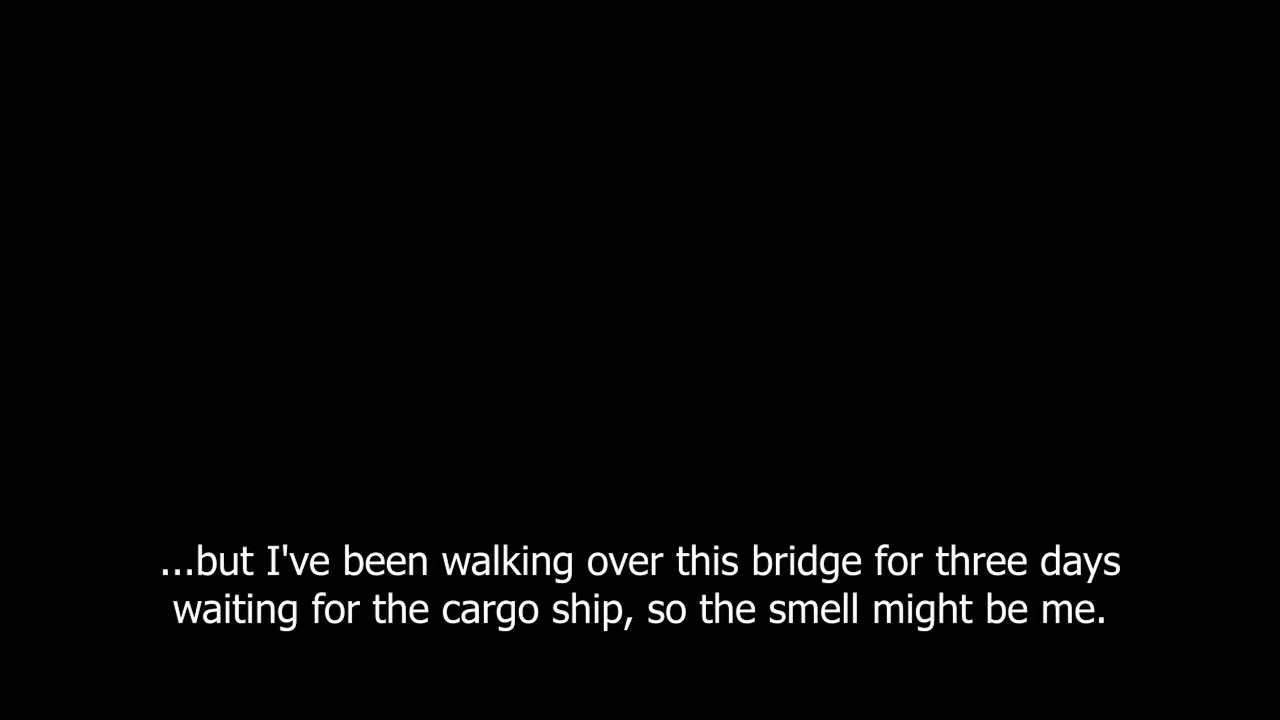 ...but I've been walking over this bridge for three days
waiting for the cargo ship, so the smell might be me.